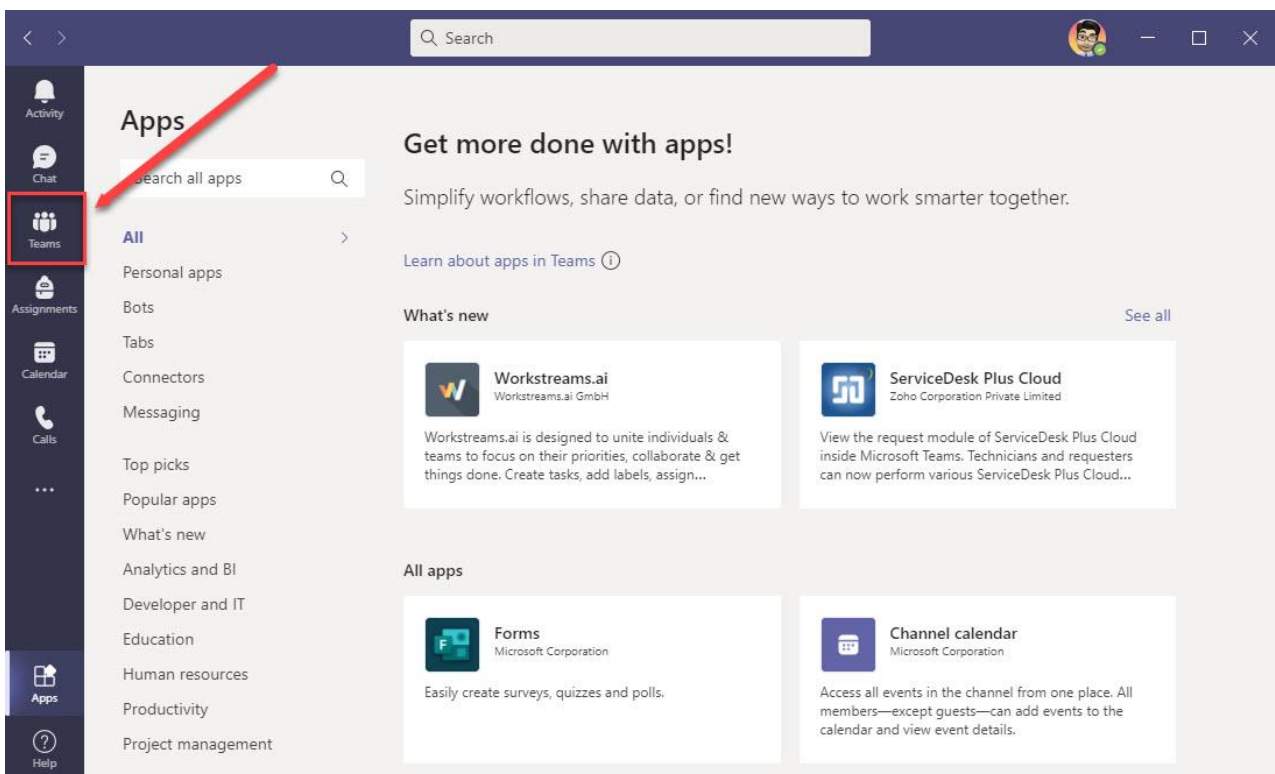 Search
Activity
Chat
Teams
Assignments
Calendar
Calls
Apps
Help
Apps
Search all apps
All
Personal apps
Bots
Tabs
Connectors
Messaging
Top picks
Popular apps
What's new
Analytics and BI
Developer and IT
Education
Human resources
Productivity
Project management
Get more done with apps!
Simplify workflows, share data, or find new ways to work smarter together.
Learn about apps in Teams
What's new
See all
Workstreams.ai
Workstreams.ai GmbH
Workstreams.ai is designed to unite individuals &
teams to focus on their priorities, collaborate & get
things done. Create tasks, add labels, assign...
ServiceDesk Plus Cloud
Zoho Corporation Private Limited
View the request module of ServiceDesk Plus Cloud
inside Microsoft Teams. Technicians and requesters
can now perform various ServiceDesk Plus Cloud...
All apps
Forms
Microsoft Corporation
Easily create surveys, quizzes and polls.
Channel calendar
Microsoft Corporation
Access all events in the channel from one place. All
members—except guests—can add events to the
calendar and view event details.